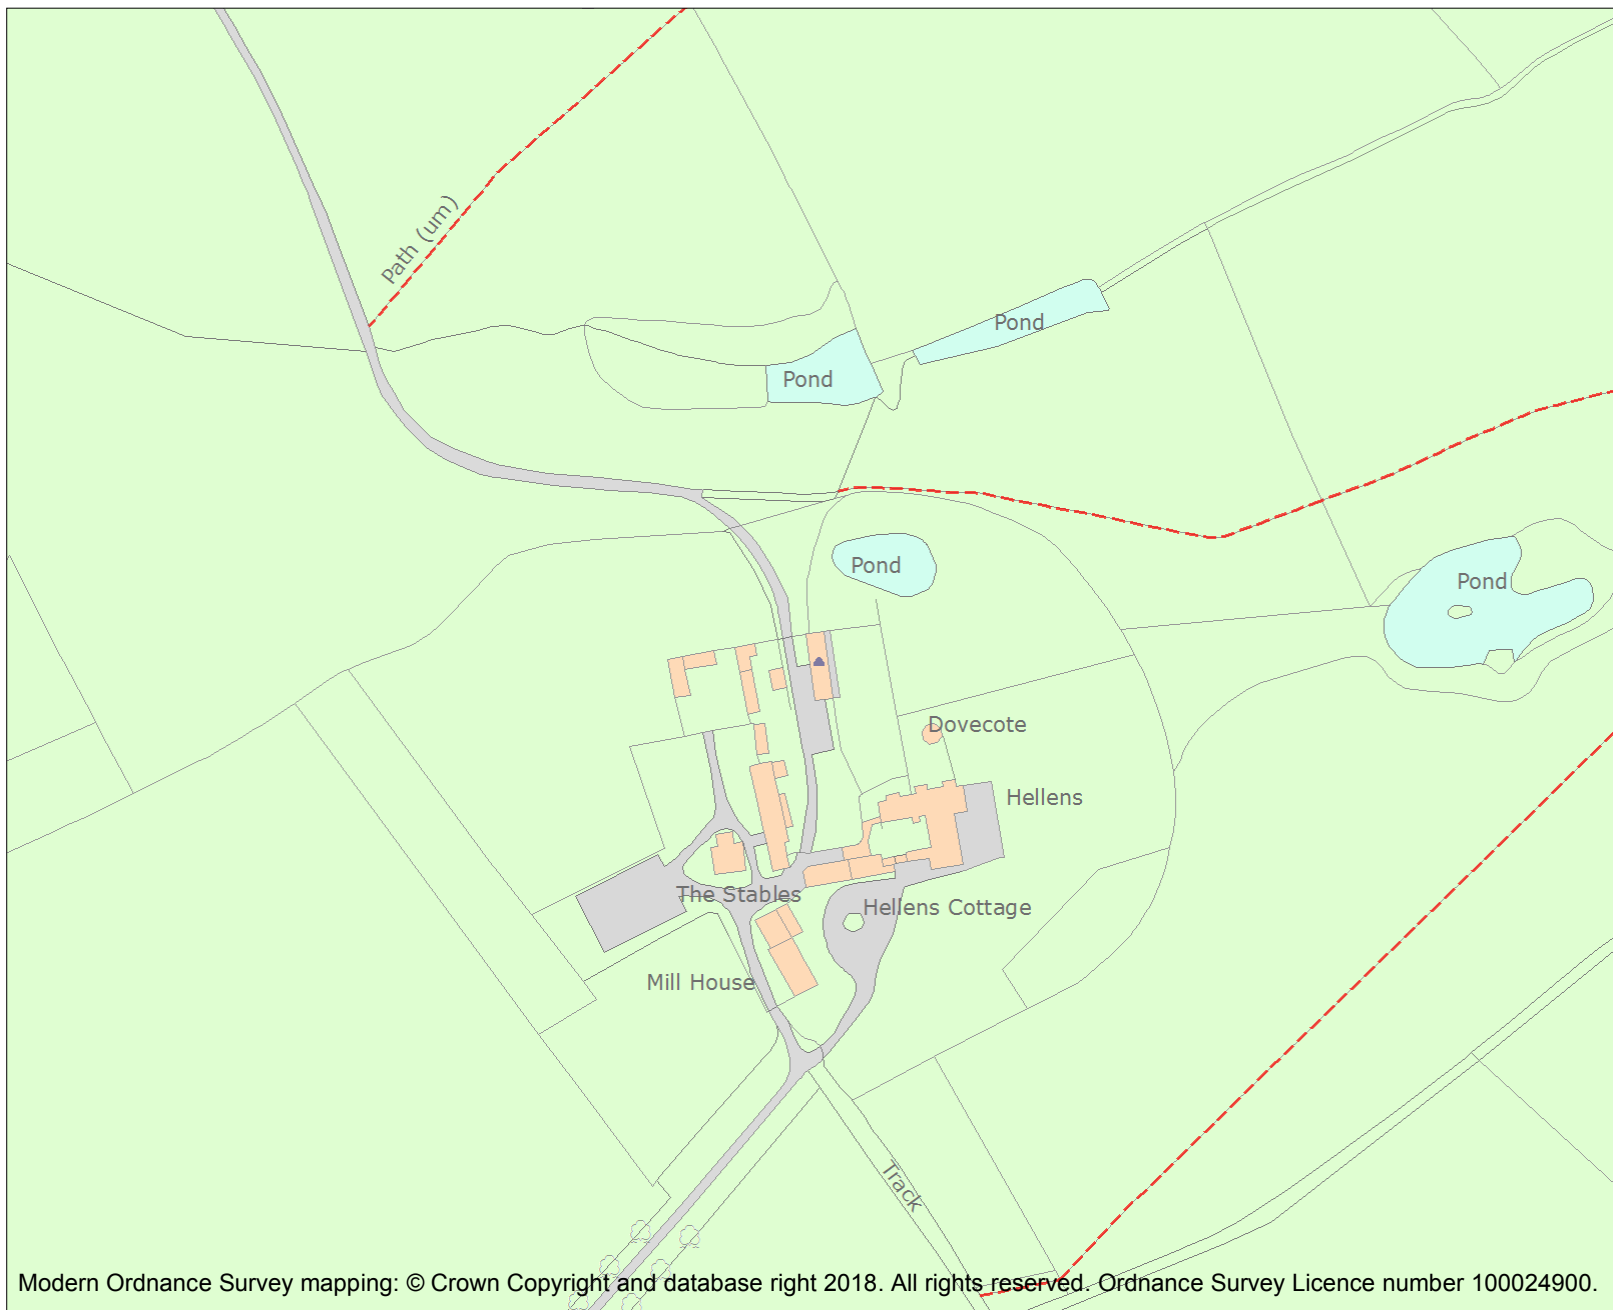 Path (um)
Pond
Pond
Pond
Pond
Dovecote
Hellens
The Stables
Hellens Cottage
Mill House
Track
Modern Ordnance Survey mapping: © Crown Copyright and database right 2018. All rights reserved. Ordnance Survey Licence number 100024900.